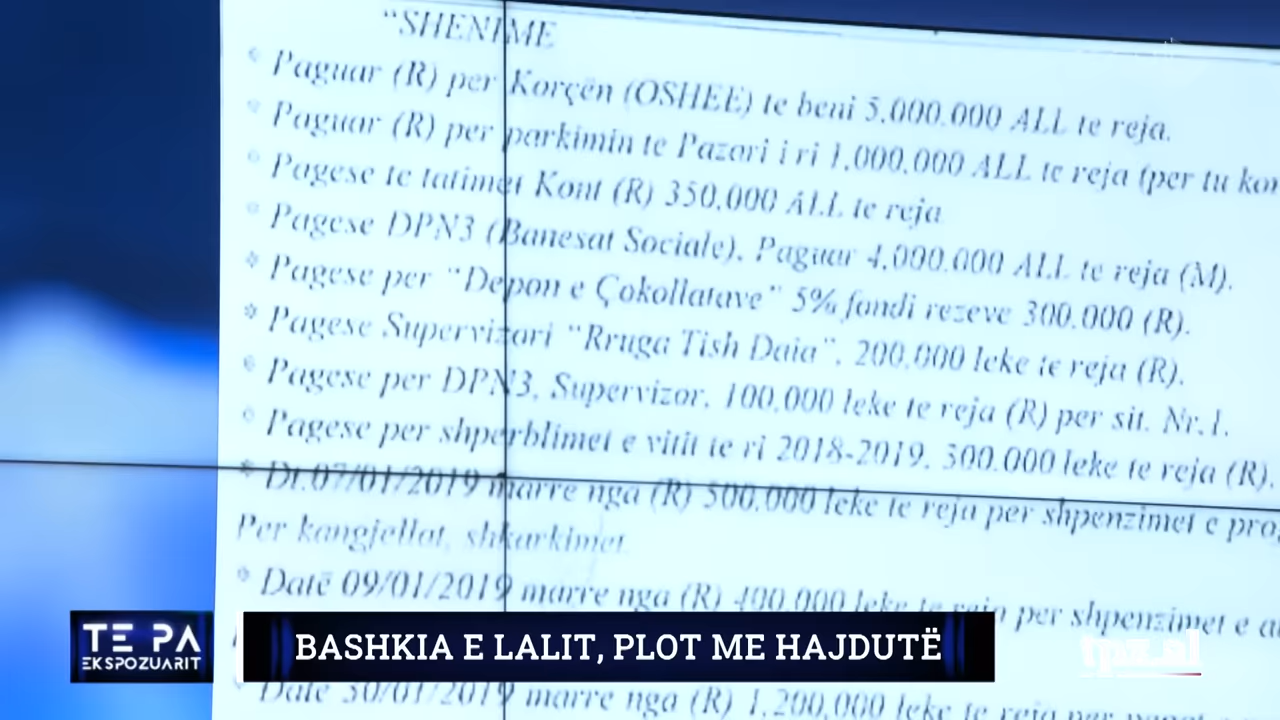 "SHENIME
* Paguar (R) per Korçën (OSHEE) te beni 5.000.000 ALL te reja.
* Paguar (R) per parkimin te Pazari i ri 1.000.000 ALL te reja (per tu
* Pagese te tatimet Kont (R) 350.000 ALL te reja
* Pagese DPN3 (Banesat Sociale). Paguar 4.000.000 ALL te reja (M).
* Pagese per "Depon e Çokollatave" 5% fondi rezeve 300.000 (R).
* Pagese Supervizori "Rruga Tish Daia". 200.000 leke te reja (R).
* Pagese per DPN3, Supervizor. 100.000 leke te reja (R) per sit. Nr.1.
* Pagese per shperblimet e vitit te ri 2018-2019. 300.000 leke te reja (R).
* Dt.07/01/2019 marre nga (R) 500.000 leke te reja per shpenzimet e
Per kangjellat, shkarkimet
* Datë 09/01/2019 marre nga (R) 400.000 leke te reja per shpenzimet e
TE PA
EKSPOZUARIT
BASHKIA E LALIT, PLOT ME HAJDUTË
tpz.al
* Datë 30/01/2019 marre nga (R) 1.200.000 leke te reja per